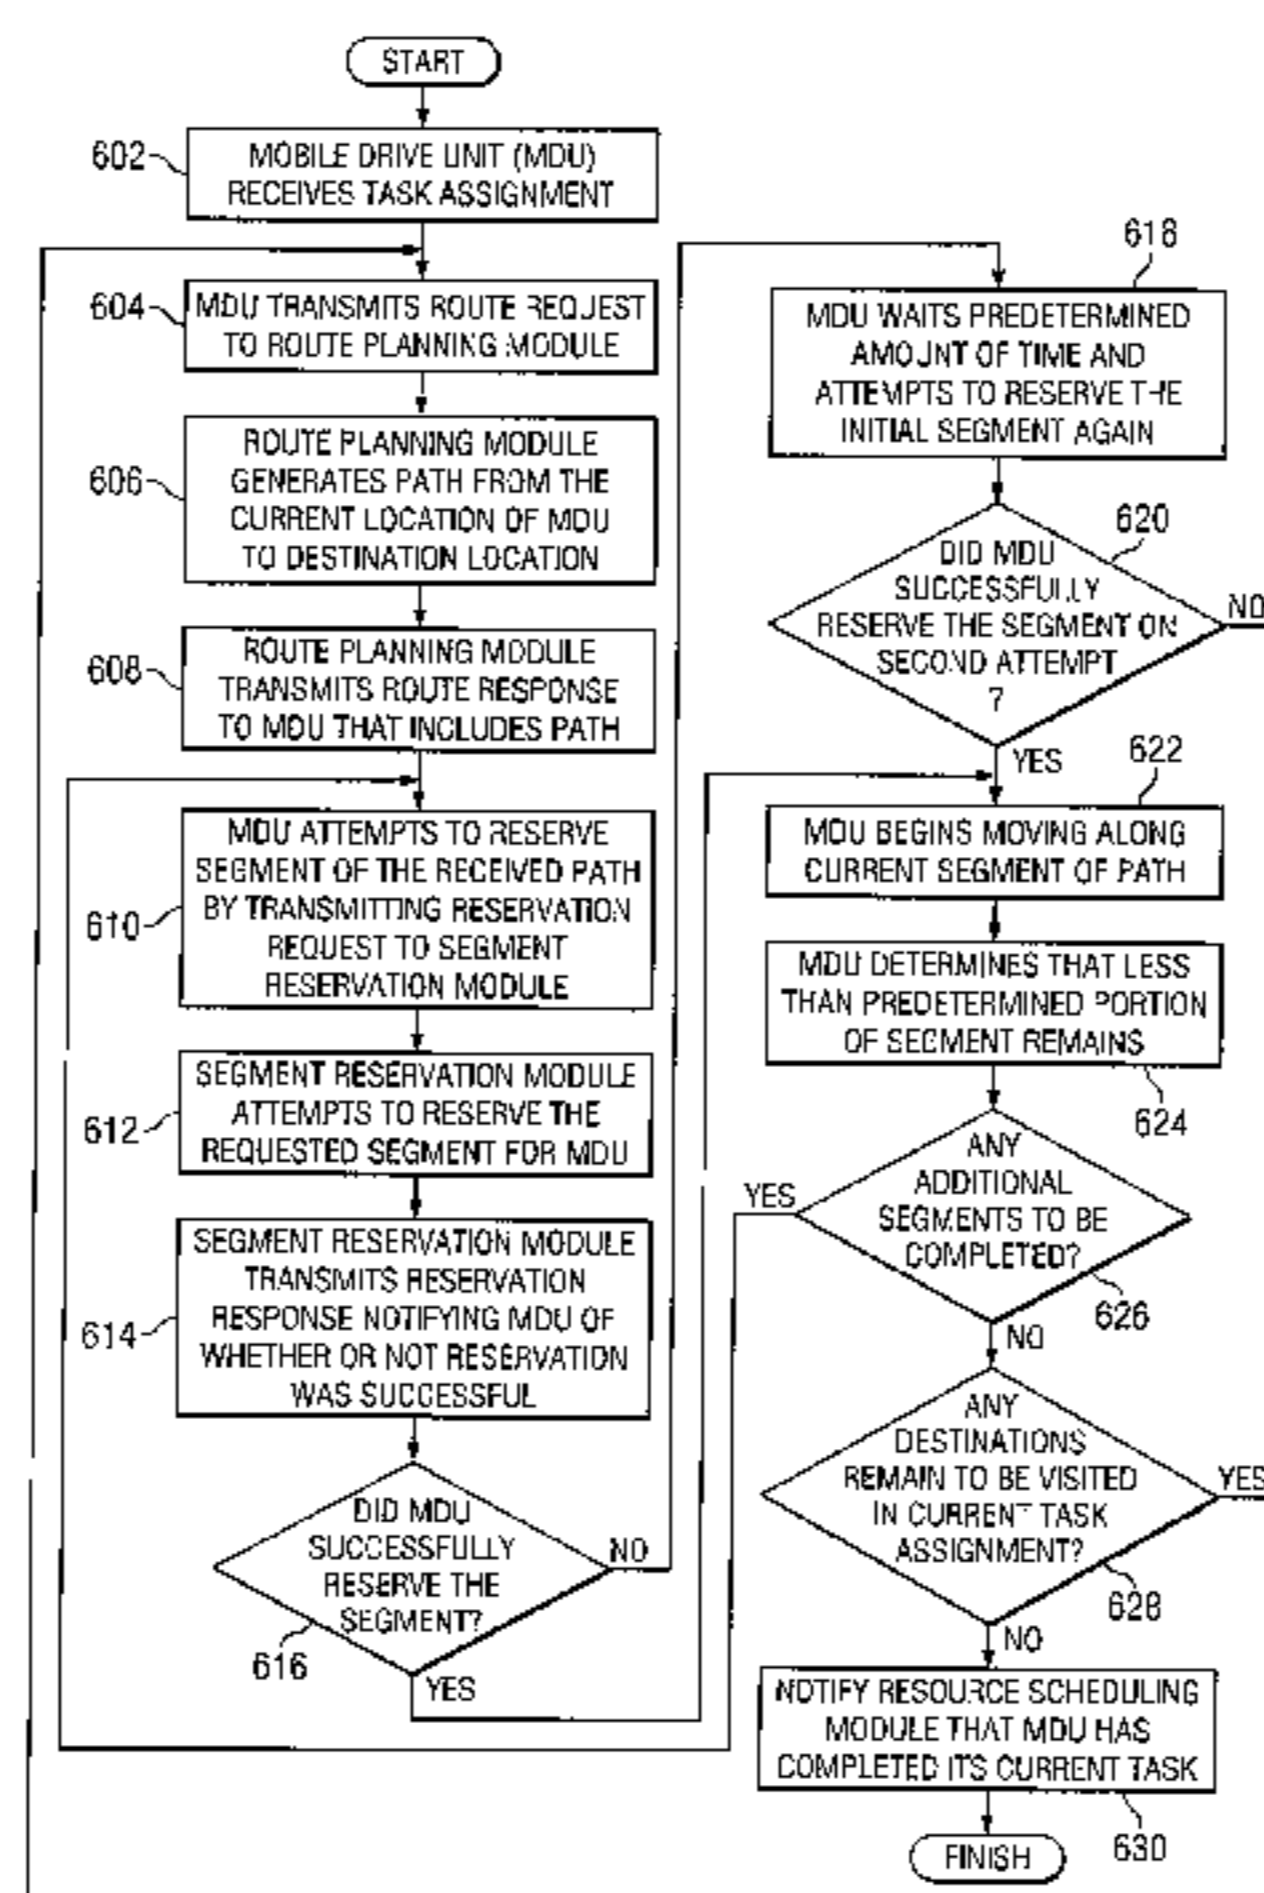 START
602
MOBILE DRIVE UNIT (MDU)
RECEIVES TASK ASSIGNMENT
604
MDU TRANSMITS ROUTE REQUEST
TO ROUTE PLANNING MODULE
606
ROUTE PLANNING MODULE
GENERATES PATH FROM THE
CURRENT LOCATION OF MDU
TO DESTINATION LOCATION
608
ROUTE PLANNING MODULE
TRANSMITS ROUTE RESPONSE
TO MDU THAT INCLUDES PATH
610
MDU ATTEMPTS TO RESERVE
SEGMENT OF THE RECEIVED PATH
BY TRANSMITTING RESERVATION
REQUEST TO SEGMENT
RESERVATION MODULE
612
SEGMENT RESERVATION MODULE
ATTEMPTS TO RESERVE THE
REQUESTED SEGMENT FOR MDU
614
SEGMENT RESERVATION MODULE
TRANSMITS RESERVATION
RESPONSE NOTIFYING MDU OF
WHETHER OR NOT RESERVATION
WAS SUCCESSFUL
616
DID MDU
SUCCESSFULLY
RESERVE THE
SEGMENT?
NO
YES
618
MDU WAITS PREDETERMINED
AMOUNT OF TIME AND
ATTEMPTS TO RESERVE THE
INITIAL SEGMENT AGAIN
620
DID MDU
SUCCESSFULLY
RESERVE THE SEGMENT ON
SECOND ATTEMPT
?
NO
YES
622
MDU BEGINS MOVING ALONG
CURRENT SEGMENT OF PATH
MDU DETERMINES THAT LESS
THAN PREDETERMINED PORTION
OF SEGMENT REMAINS
624
ANY
ADDITIONAL
SEGMENTS TO BE
COMPLETED?
YES
626
NO
ANY
DESTINATIONS
REMAIN TO BE VISITED
IN CURRENT TASK
ASSIGNMENT?
YES
628
NO
NOTIFY RESOURCE SCHEDULING
MODULE THAT MDU HAS
COMPLETED ITS CURRENT TASK
630
FINISH